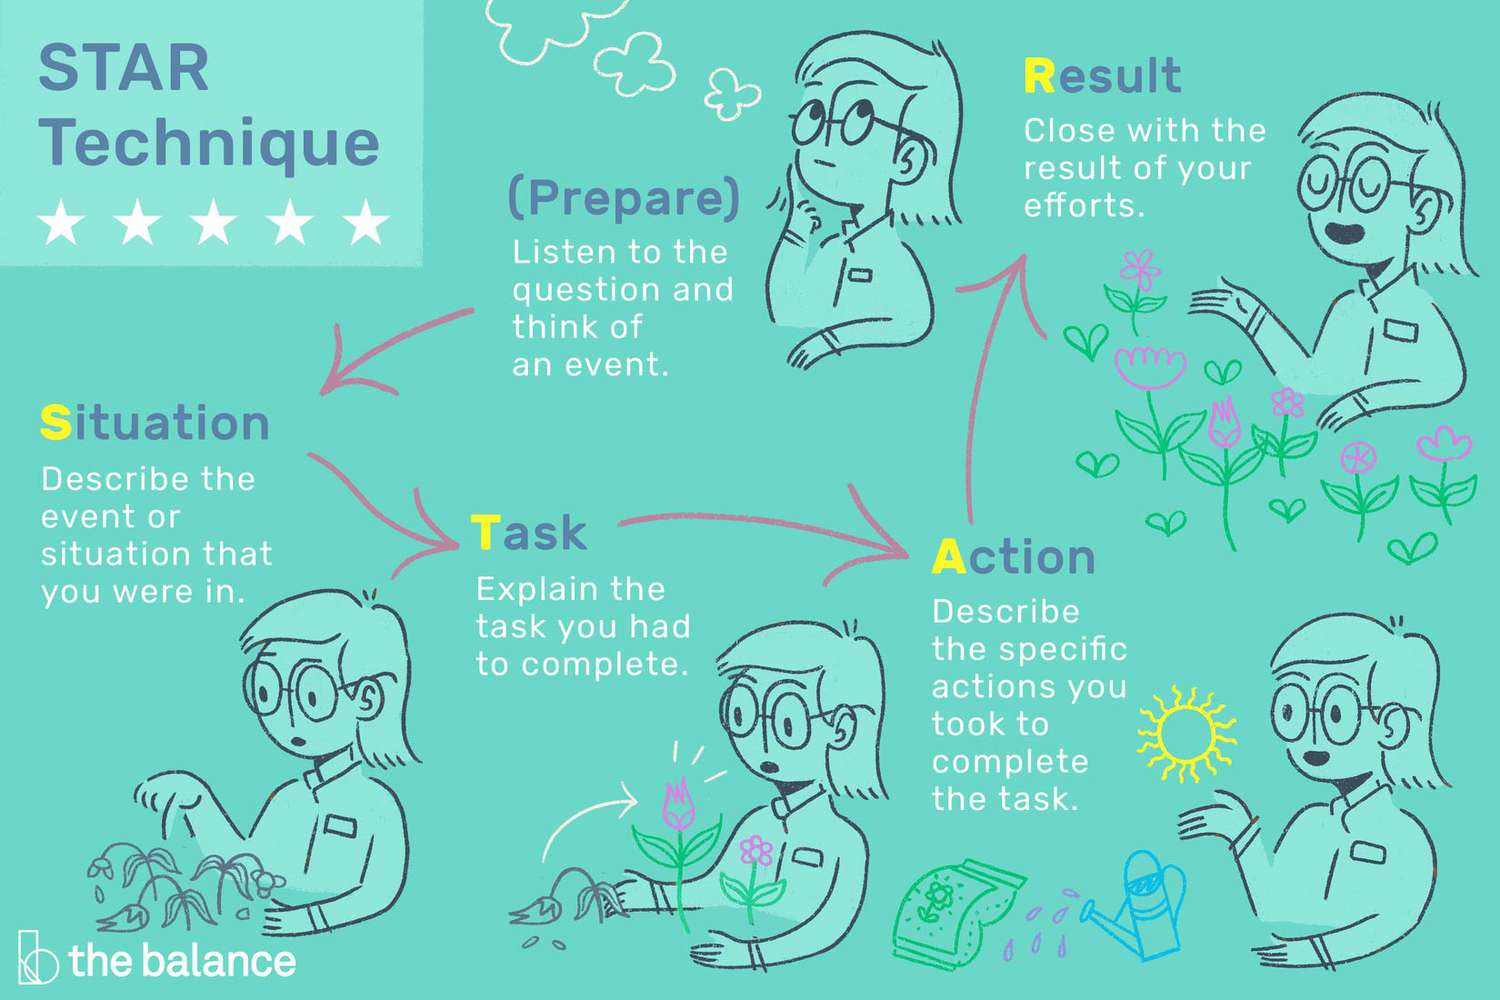 STAR
Technique
(Prepare)
Listen to the
question and
think of
an event.
Situation
Describe the
event or
situation that
you were in.
Task
Explain the
task you had
to complete.
Action
Describe
the specific
actions you
took to
complete
the task.
Result
Close with the
result of your
efforts.
the balance